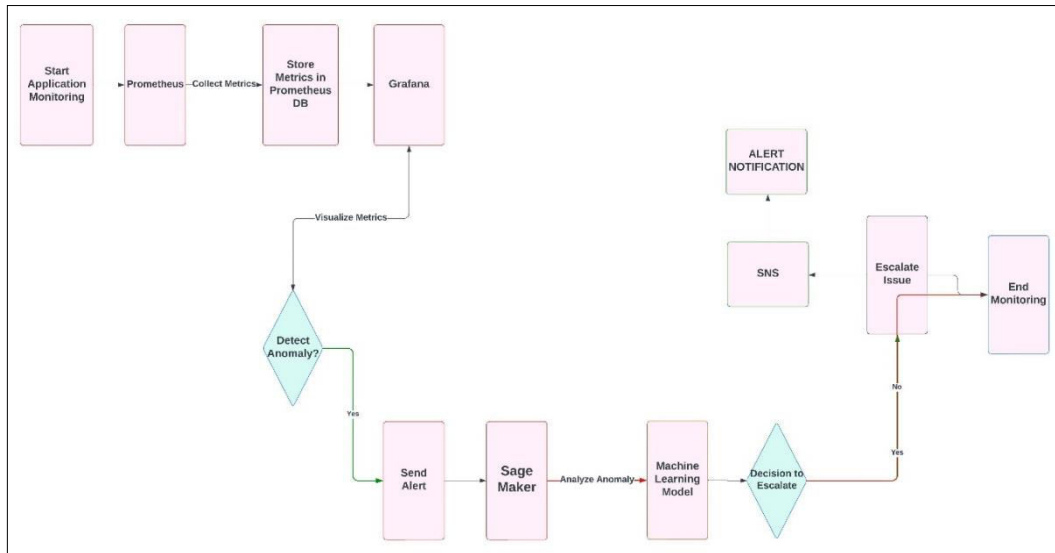 Start
Application
Monitoring
Prometheus
Collect Metrics
Store
Metrics in
Prometheus
DB
Grafana
Visualize Metrics
Detect
Anomaly?
Yes
Send
Alert
Sage
Maker
Analyze Anomaly
Machine
Learning
Model
Decision to
Escalate
Yes
No
Escalate
Issue
SNS
ALERT
NOTIFICATION
End
Monitoring